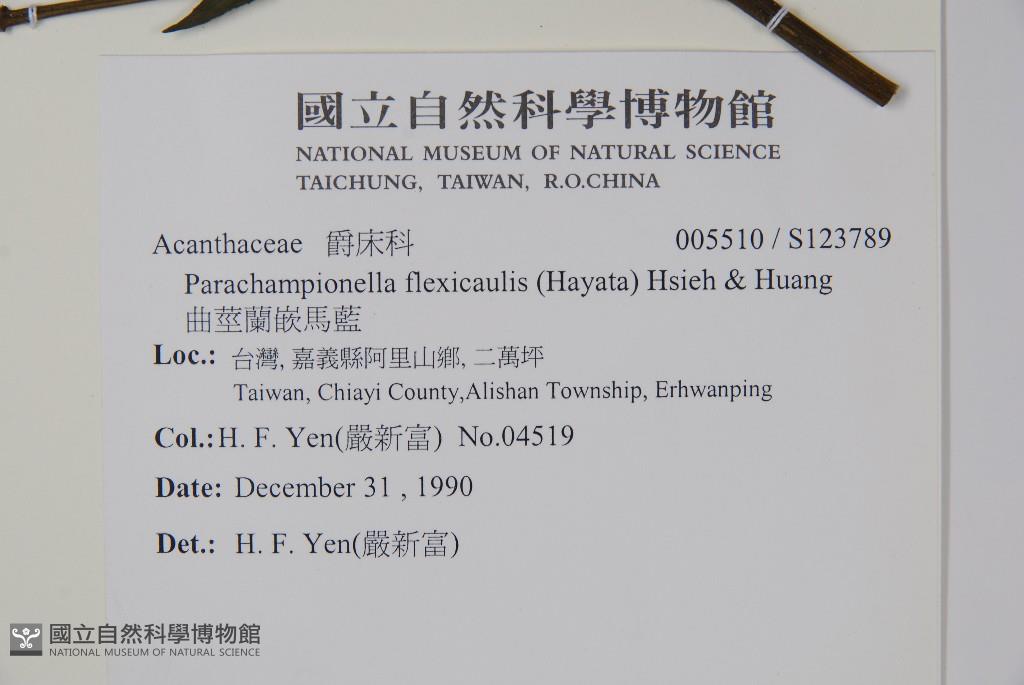 國立自然科學博物館
NATIONAL MUSEUM OF NATURAL SCIENCE
TAICHUNG, TAIWAN, R.O.CHINA
Acanthaceae 爵床科 005510 / S123789
Parachampionella flexicaulis (Hayata) Hsieh & Huang
曲莖蘭嵌馬藍
Loc.: 台灣, 嘉義縣阿里山鄉, 二萬坪
Taiwan, Chiayi County,Alishan Township, Erhwanping
Col.:H. F. Yen(嚴新富) No.04519
Date: December 31 , 1990
Det.: H. F. Yen(嚴新富)
國立自然科學博物館
NATIONAL MUSEUM OF NATURAL SCIENCE